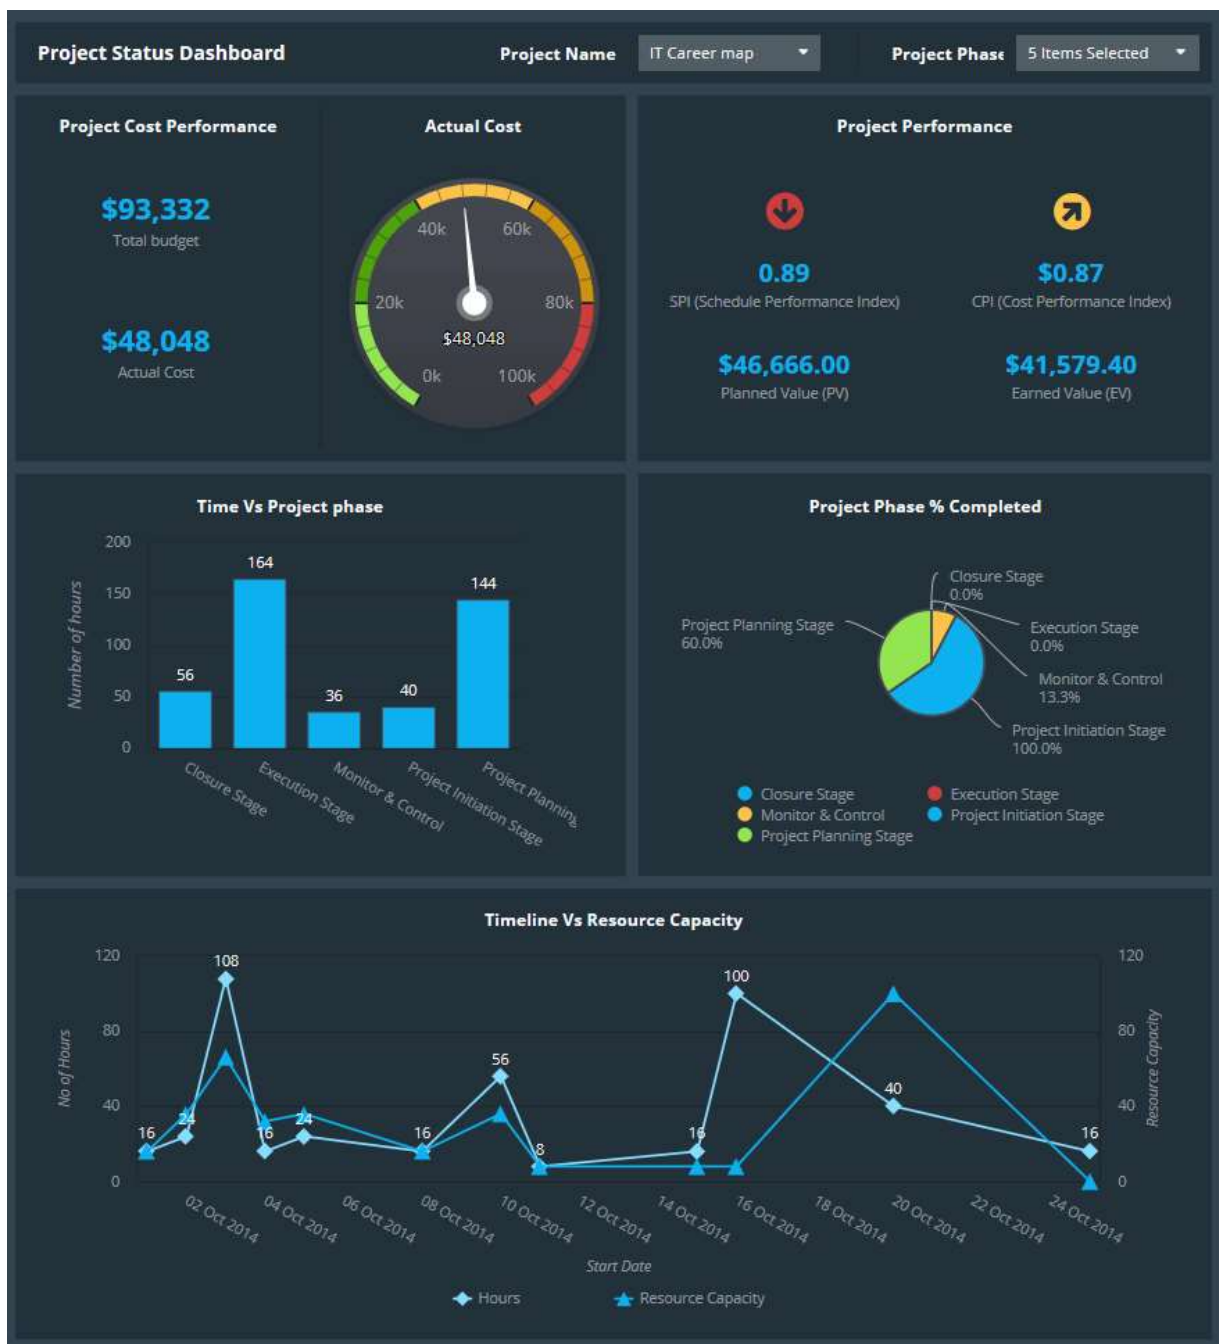 Project Status Dashboard
Project Name
IT Career map
Project Phase
5 Items Selected
Project Cost Performance
$93,332
Total budget
$48,048
Actual Cost
Actual Cost
40k
60k
20k
80k
$48,048
0k
100k
Project Performance
0.89
SPI (Schedule Performance Index)
$0.87
CPI (Cost Performance Index)
$46,666.00
Planned Value (PV)
$41,579.40
Earned Value (EV)
Time Vs Project phase
Number of hours
200
150
100
50
0
56
164
36
40
144
Closure Stage
Execution Stage
Monitor & Control
Project Initiation Stage
Project Planning
Project Phase % Completed
Closure Stage
0.0%
Project Planning Stage
60.0%
Execution Stage
0.0%
Monitor & Control
13.3%
Project Initiation Stage
100.0%
Closure Stage
Execution Stage
Monitor & Control
Project Initiation Stage
Project Planning Stage
Timeline Vs Resource Capacity
No of Hours
120
80
40
0
16
24
108
16
24
16
56
8
16
100
40
16
120
80
40
0
Resource Capacity
02 Oct 2014
04 Oct 2014
06 Oct 2014
08 Oct 2014
10 Oct 2014
12 Oct 2014
14 Oct 2014
16 Oct 2014
18 Oct 2014
20 Oct 2014
22 Oct 2014
24 Oct 2014
Start Date
Hours
Resource Capacity